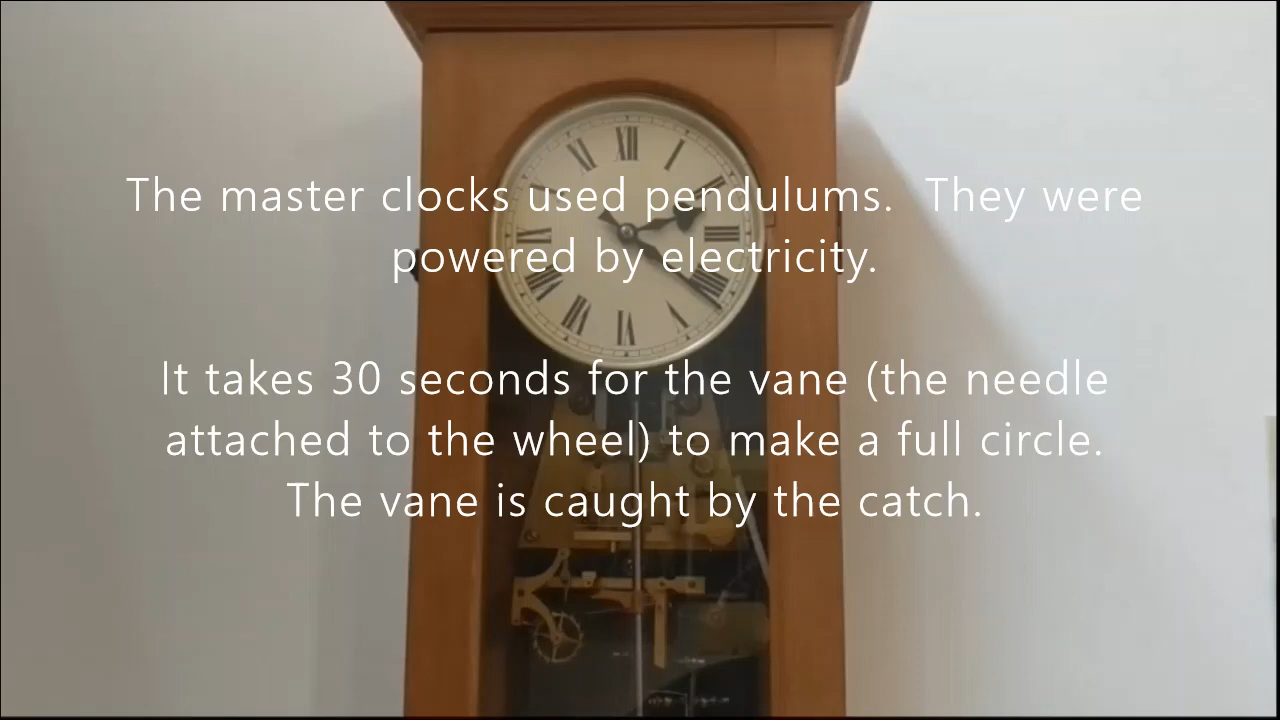 The master clocks used pendulums.  They were
powered by electricity.
It takes 30 seconds for the vane (the needle
attached to the wheel) to make a full circle.
The vane is caught by the catch.